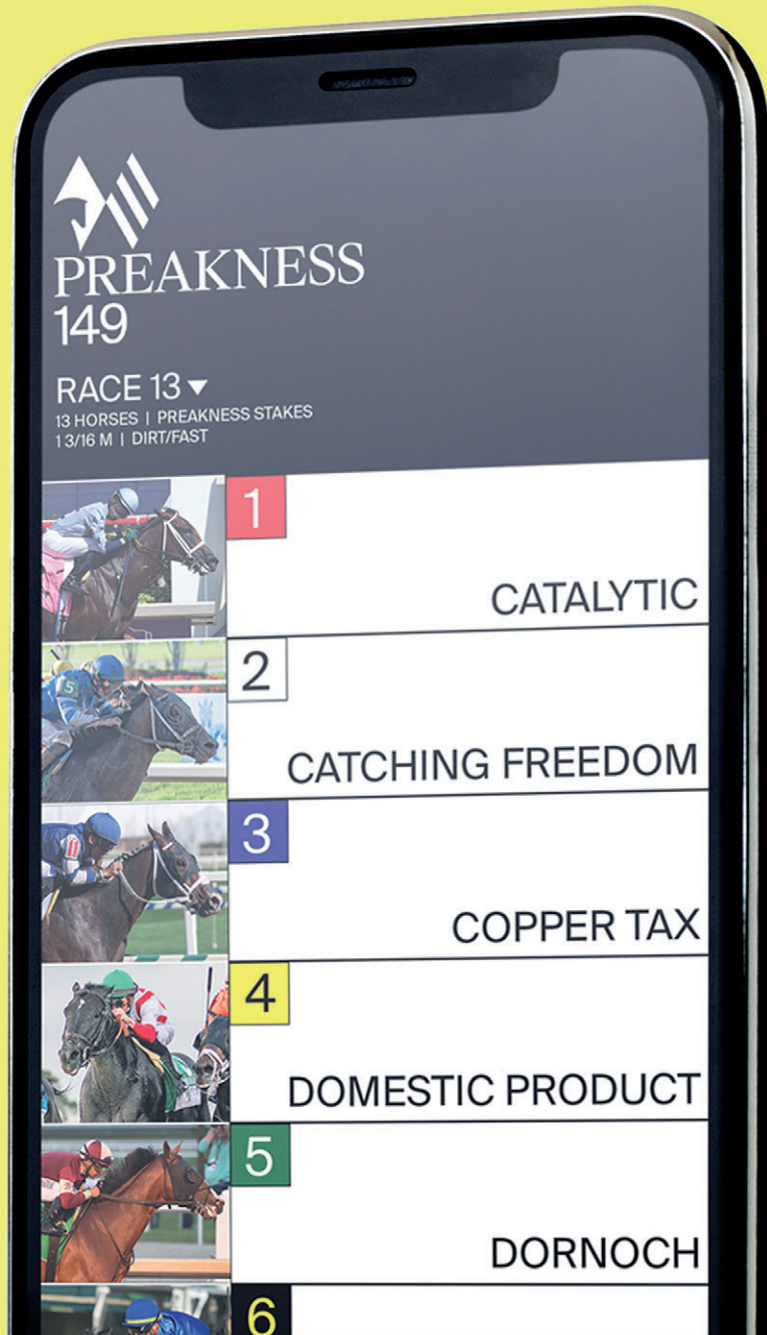 PREAKNESS
149
RACE 13▼
13 HORSES | PREAKNESS STAKES
1 3/16 M | DIRT/FAST
1
CATALYTIC
2
CATCHING FREEDOM
3
COPPER TAX
4
DOMESTIC PRODUCT
5
DORNOCH
6